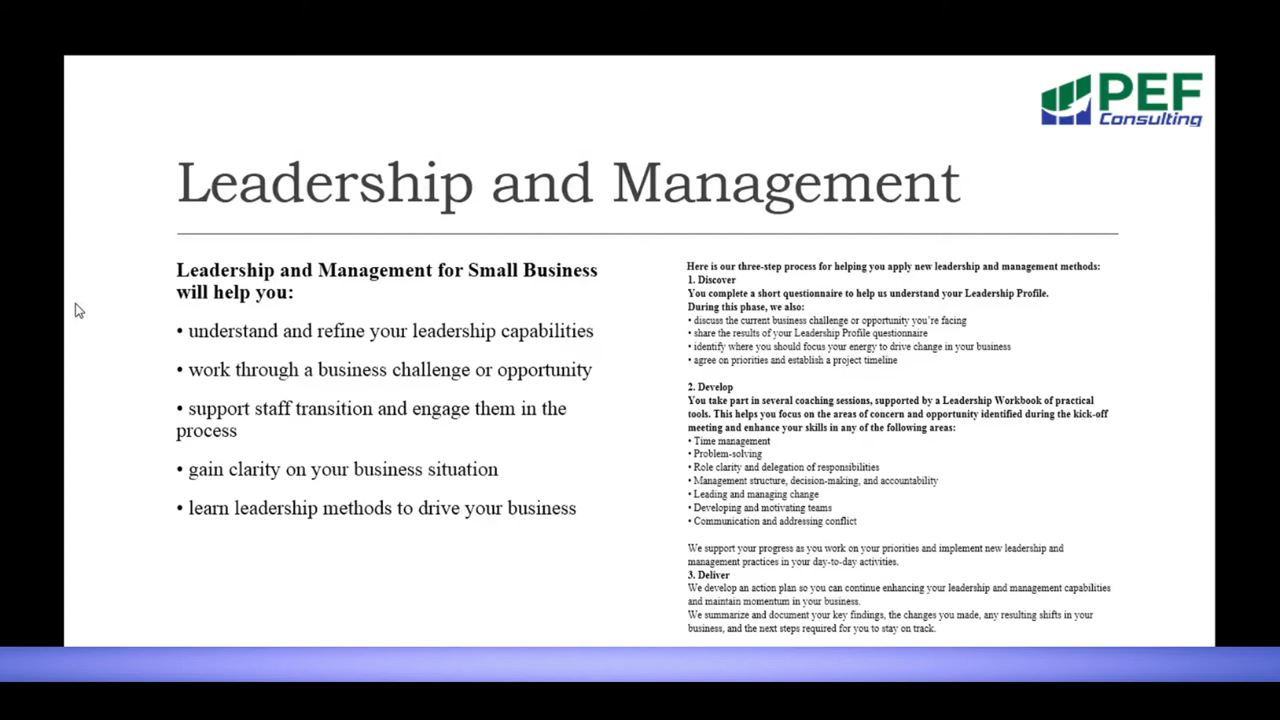 PEF
Consulting
Leadership and Management
Leadership and Management for Small Business
will help you:
• understand and refine your leadership capabilities
• work through a business challenge or opportunity
• support staff transition and engage them in the
process
• gain clarity on your business situation
• learn leadership methods to drive your business
Here is our three-step process for helping you apply new leadership and management methods:
1. Discover
You complete a short questionnaire to help us understand your Leadership Profile.
During this phase, we also:
• discuss the current business challenge or opportunity you're facing
• share the results of your Leadership Profile questionnaire
• identify where you should focus your energy to drive change in your business
• agree on priorities and establish a project timeline
2. Develop
You take part in several coaching sessions, supported by a Leadership Workbook of practical
tools. This helps you focus on the areas of concern and opportunity identified during the kick-off
meeting and enhance your skills in any of the following areas:
• Time management
• Problem-solving
• Role clarity and delegation of responsibilities
• Management structure, decision-making, and accountability
• Leading and managing change
• Developing and motivating teams
• Communication and addressing conflict
We support your progress as you work on your priorities and implement new leadership and
management practices in your day-to-day activities.
3. Deliver
We develop an action plan so you can continue enhancing your leadership and management capabilities
and maintain momentum in your business.
We summarize and document your key findings, the changes you made, any resulting shifts in your
business, and the next steps required for you to stay on track.